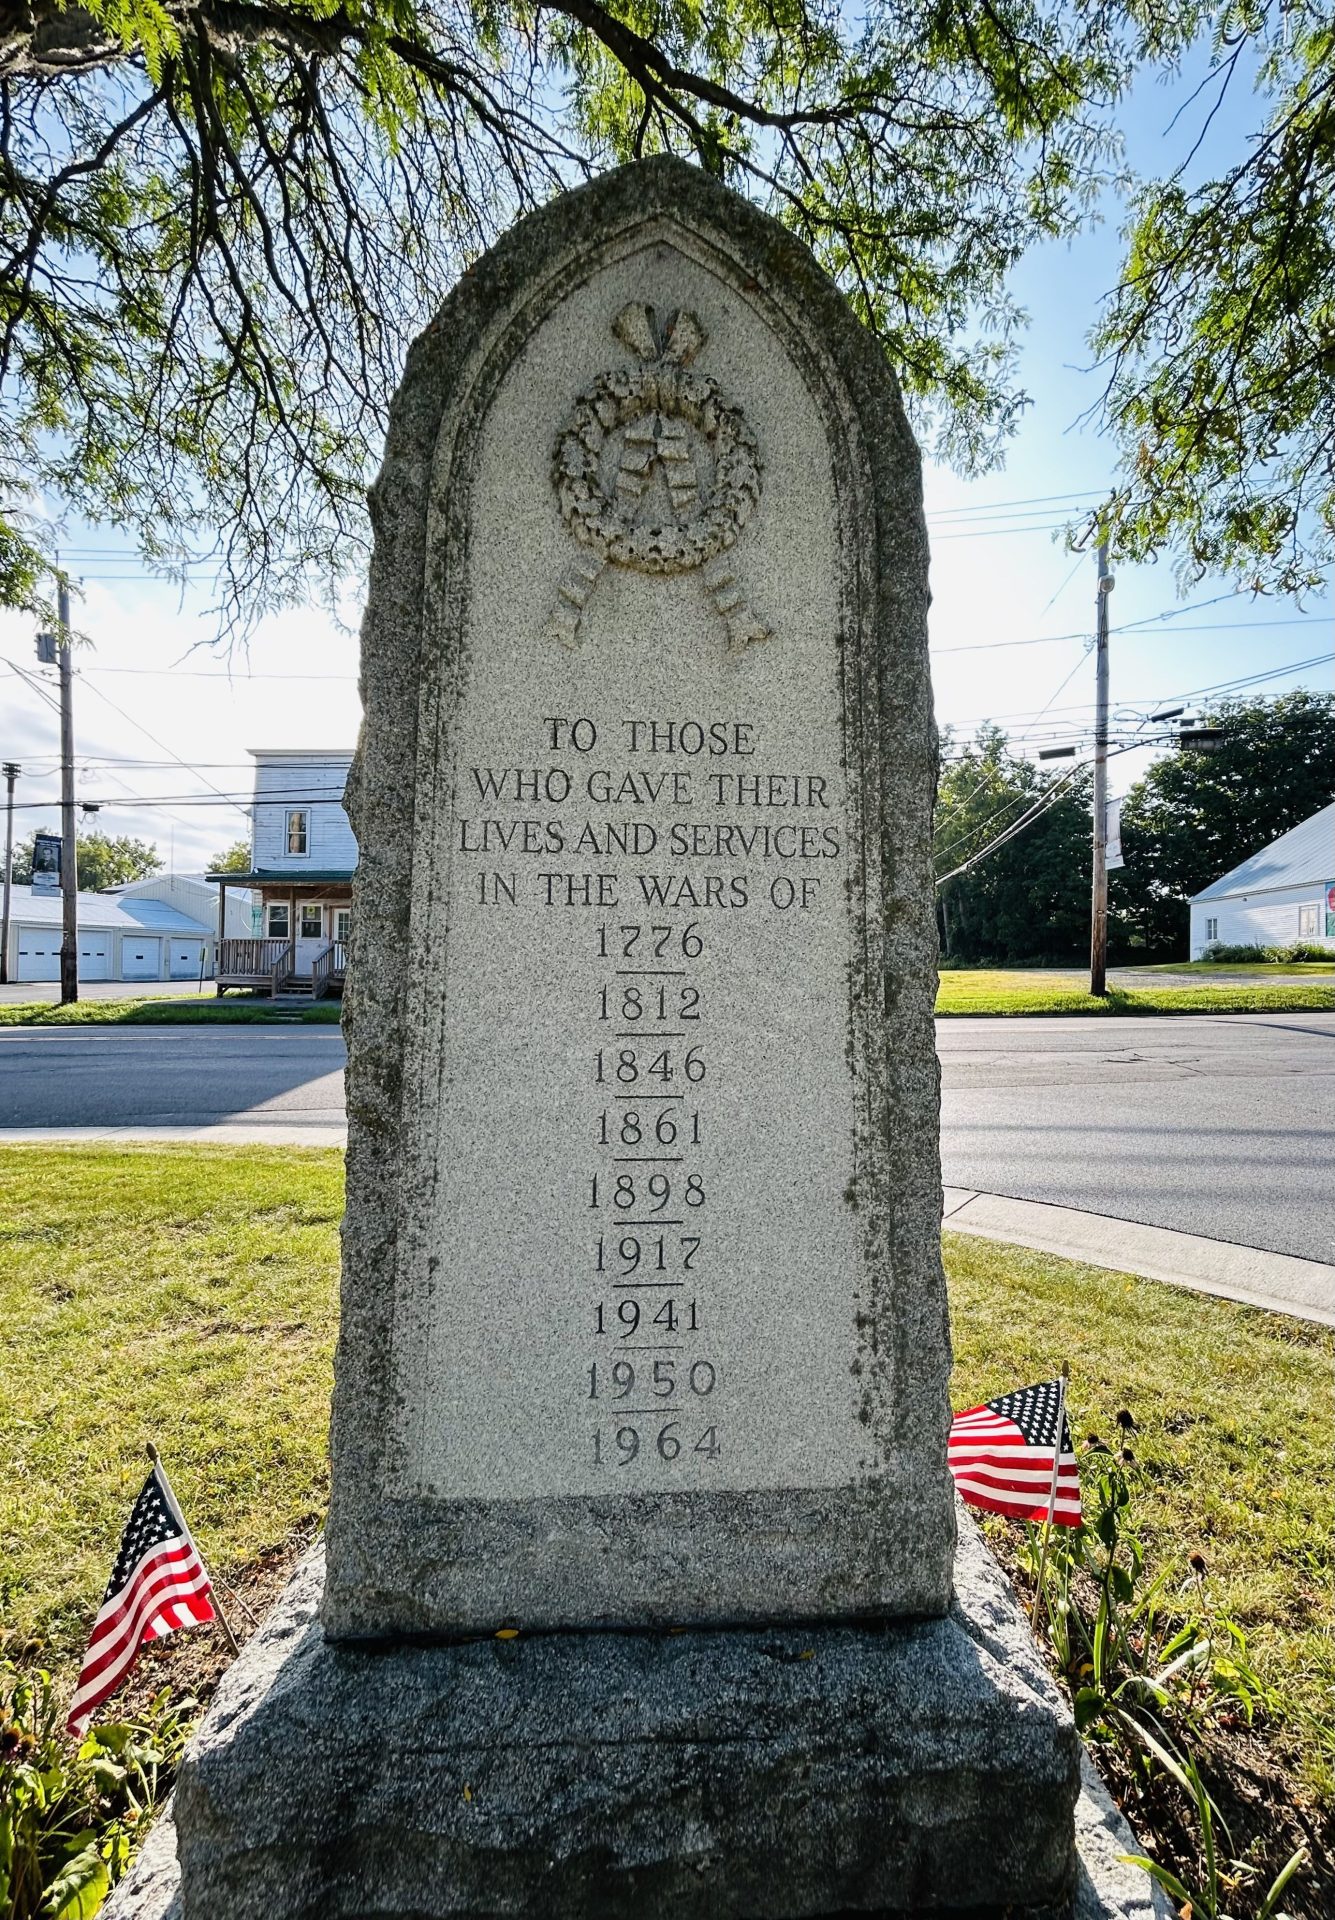 TO THOSE
WHO GAVE THEIR
LIVES AND SERVICES
IN THE WARS OF
1776
1812
1846
1861
1898
1917
1941
1950
1964